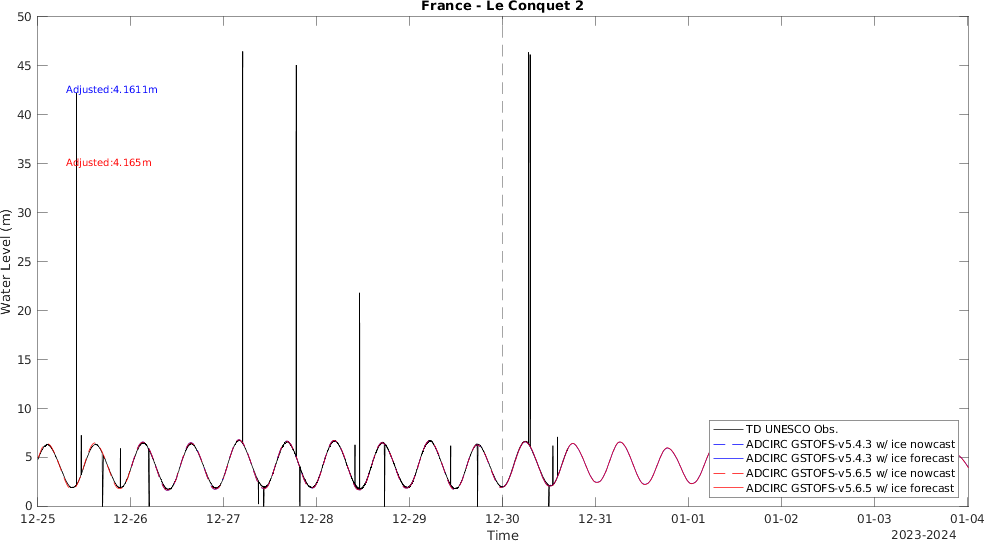 France - Le Conquet 2
50
45
40
35
30
25
20
15
10
5
0
Water Level (m)
Adjusted:4.1611m
Adjusted:4.165m
TD UNESCO Obs.
ADCIRC GSTOFS-v5.4.3 w/ ice nowcast
ADCIRC GSTOFS-v5.4.3 w/ ice forecast
ADCIRC GSTOFS-v5.6.5 w/ ice nowcast
ADCIRC GSTOFS-v5.6.5 w/ ice forecast
12-25 12-26 12-27 12-28 12-29 12-30 12-31 01-01 01-02 01-03 01-04
Time
2023-2024